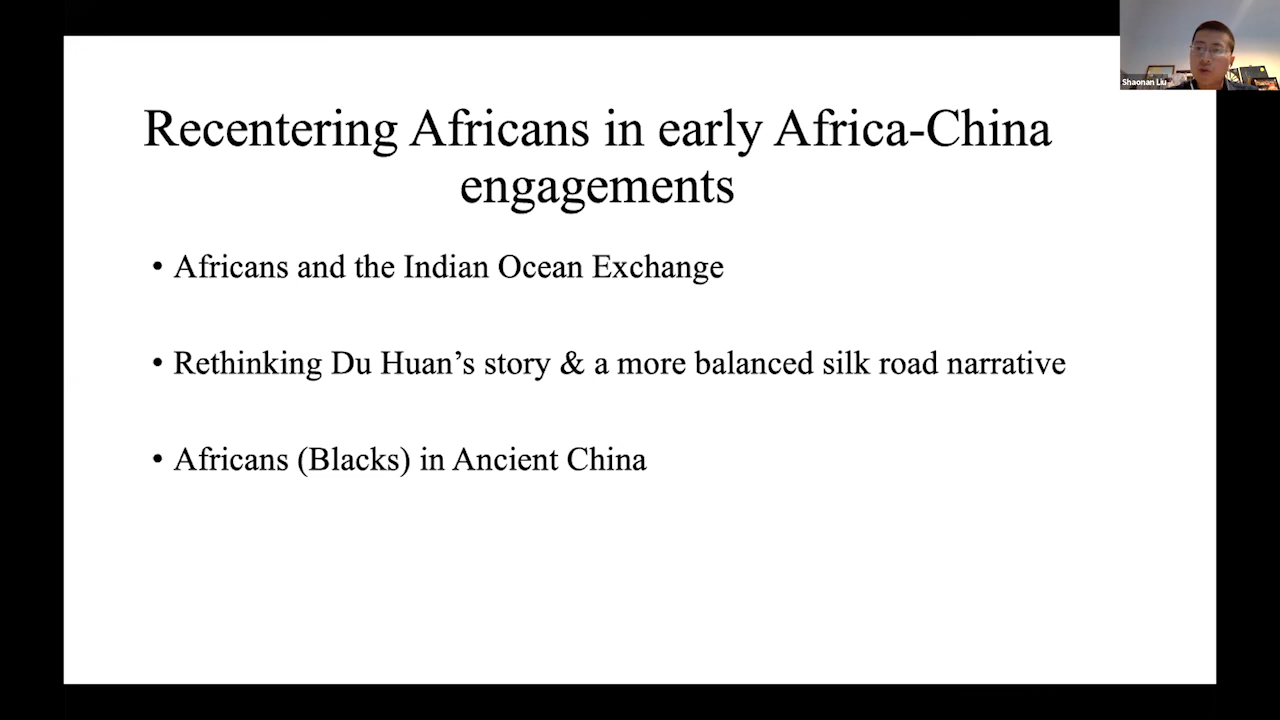 Shaonan Liu
Recentering Africans in early Africa-China
engagements
• Africans and the Indian Ocean Exchange
• Rethinking Du Huan’s story & a more balanced silk road narrative
• Africans (Blacks) in Ancient China